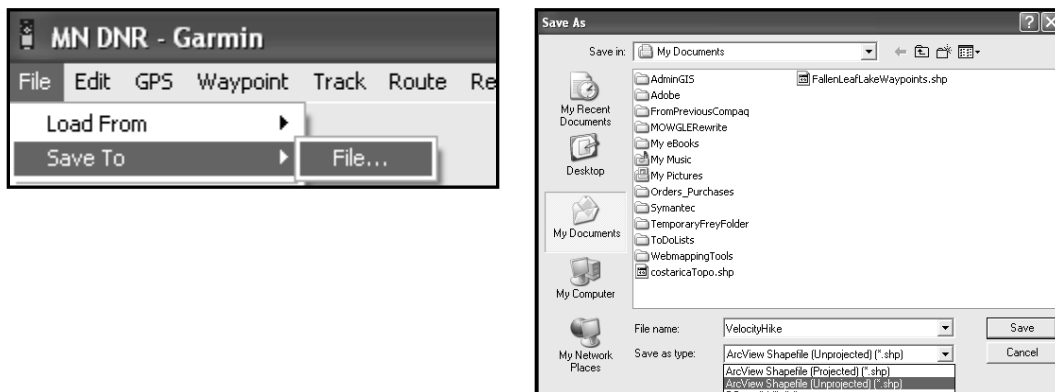 MN DNR - Garmin
File Edit GPS Waypoint Track Route Re
Load From
Save To
File...
Save As
Save in:
My Documents
My Recent Documents
Desktop
My Documents
My Computer
My Network Places
AdminGIS
Adobe
FromPreviousCompaq
MOWGLERewrite
My eBooks
My Music
My Pictures
Orders_Purchases
Symantec
TemporaryFreyFolder
ToDoLists
WebmappingTools
costaricaTopo.shp
FallenLeafLakeWaypoints.shp
File name:
VelocityHike
Save
Save as type:
ArcView Shapefile (Unprojected) (*.shp)
Cancel
ArcView Shapefile (Projected) (*.shp)
ArcView Shapefile (Unprojected) (*.shp)